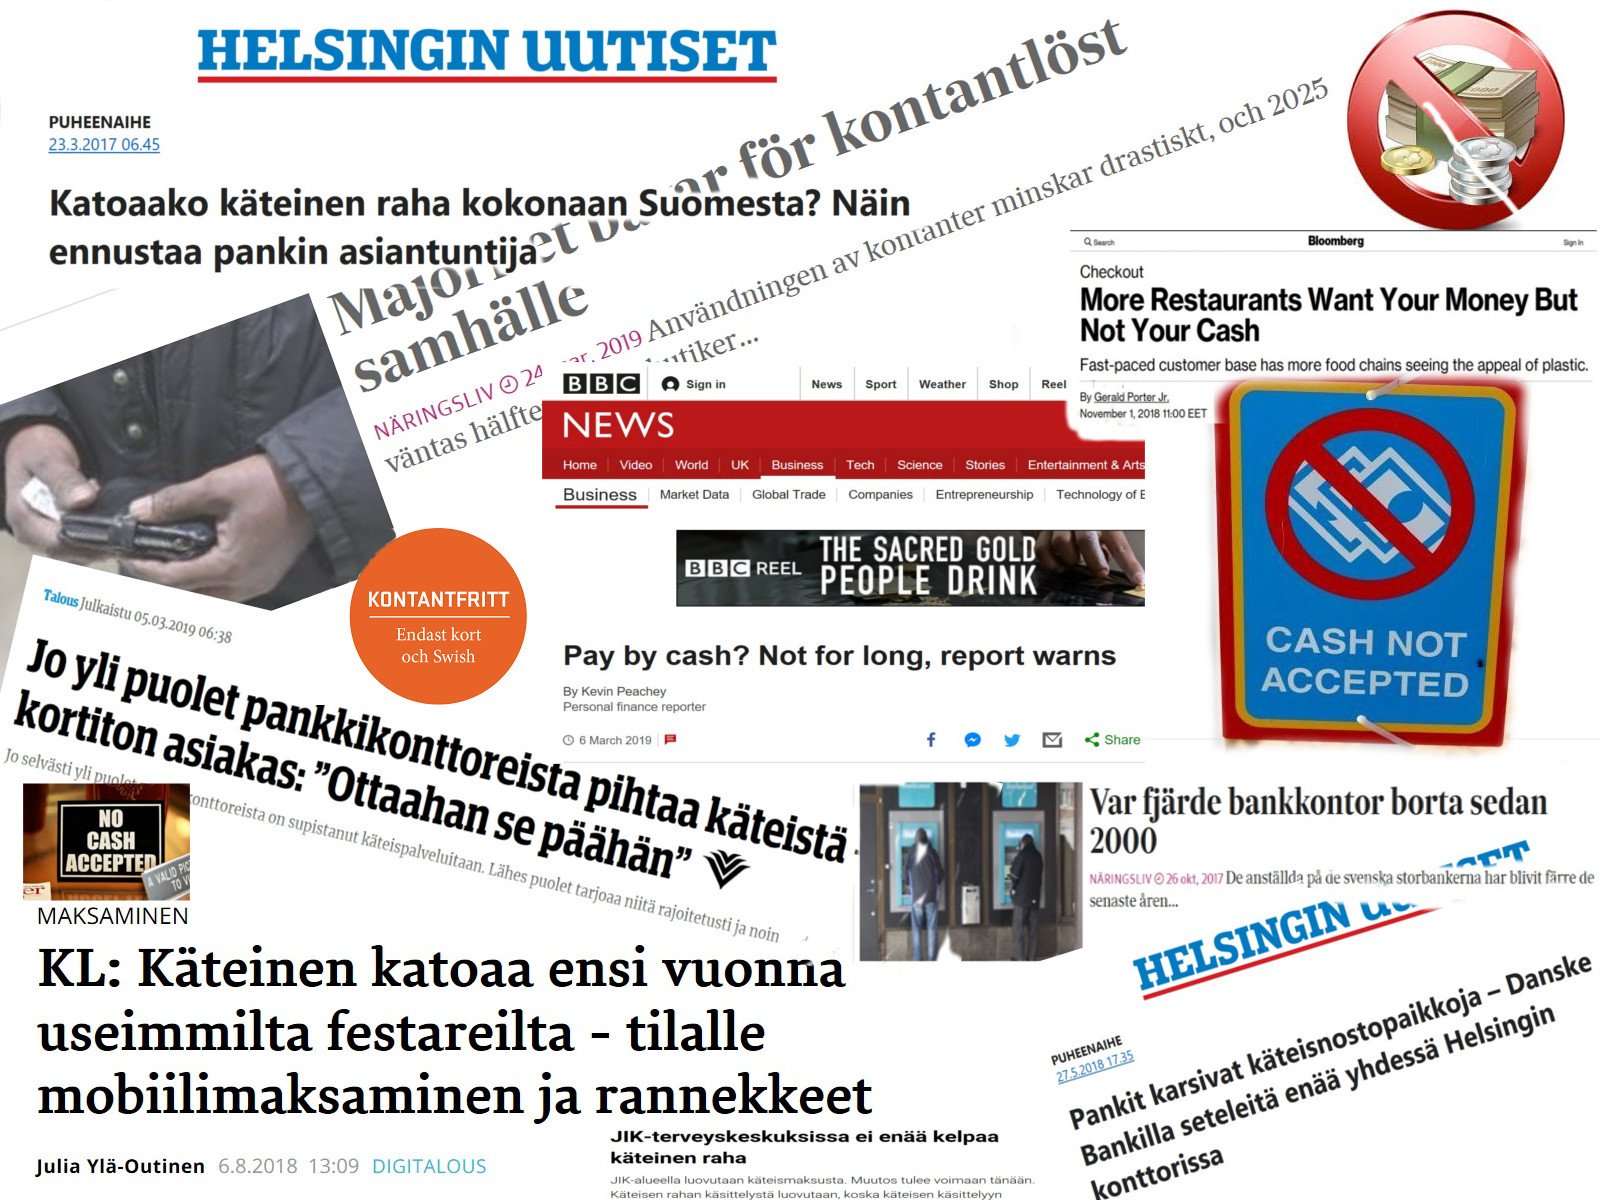 HELSINGIN UUTISET
PUHEENAIHE
23.3.2017 06.45
Katoaako käteinen raha kokonaan Suomesta? Näin
ennustaa pankin asiantuntija
för kontantlöst
samhälle
NÄRINGSLIV 2019 Användningen av kontanter minskar drastiskt, och 2025
väntas
Search
Bloomberg
Sign In
Checkout
More Restaurants Want Your Money But
Not Your Cash
Fast-paced customer base has more food chains seeing the appeal of plastic.
By Gerald Porter Jr.
November 1, 2018 11:00 EET
CASH NOT
ACCEPTED
BBC
Sign in
News Sport Weather Shop Reel
NEWS
Home Video World UK Business Tech Science Stories Entertainment & Arts
Business Market Data Global Trade Companies Entrepreneurship Technology of
BBC REEL
THE SACRED GOLD
PEOPLE DRINK
Pay by cash? Not for long, report warns
By Kevin Peachey
Personal finance reporter
6 March 2019
Share
KONTANTFRITT
Endast kort
och Swish
Talous Julkaistu 05.03.2019 06:38
Jo yli puolet pankkikonttoreista pihtaa käteistä
kortiton asiakas: ”Ottaahan se päähän”
Jo selvästi yli puolet konttoreista on supistanut käteispalveluitaan. Lähes puolet tarjoaa niitä rajoitetusti ja noin
NO
CASH
ACCEPTED
A VALID
MAKSAMINEN
KL: Käteinen katoaa ensi vuonna
useimmilta festareilta - tilalle
mobiilimaksaminen ja rannekkeet
Julia Ylä-Outinen 6.8.2018 13:09 DIGITALOUS
JIK-terveyskeskuksissa ei enää kelpaa
käteinen raha
JIK-alueella luovutaan käteismaksusta. Muutos tulee voimaan tänään.
Käteisen rahan käsittelystä luovutaan, koska käteisen käsittelyyn
Var fjärde bankkontor borta sedan
2000
NÄRINGSLIV 26 okt, 2017 De anställda på de svenska storbankerna har blivit färre de
senaste åren...
HELSINGIN UUTISET
PUHEENAIHE
27.5.2018 17.35
Pankit karsivat käteisnostopaikkoja – Danske
Bankilla seteleitä enää yhdessä Helsingin
konttorissa